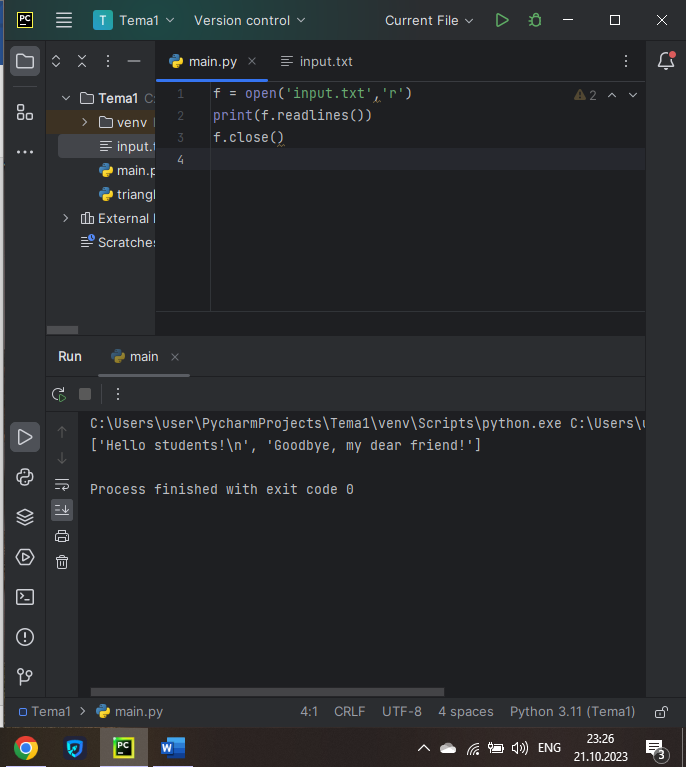 PC T Tema1 Version control Current File
main.py input.txt
Tema1 C:
venv
input.t
main.p
triangl
External
Scratches
1 f = open('input.txt','r') 2
2 print(f.readlines())
3 f.close()
4
Run main
C:\Users\user\PycharmProjects\Tema1\venv\Scripts\python.exe C:\Users\u
['Hello students!\n', 'Goodbye, my dear friend!']
Process finished with exit code 0
Tema1 > main.py 4:1 CRLF UTF-8 4 spaces Python 3.11 (Tema1)
PC W ENG 23:26
21.10.2023 3